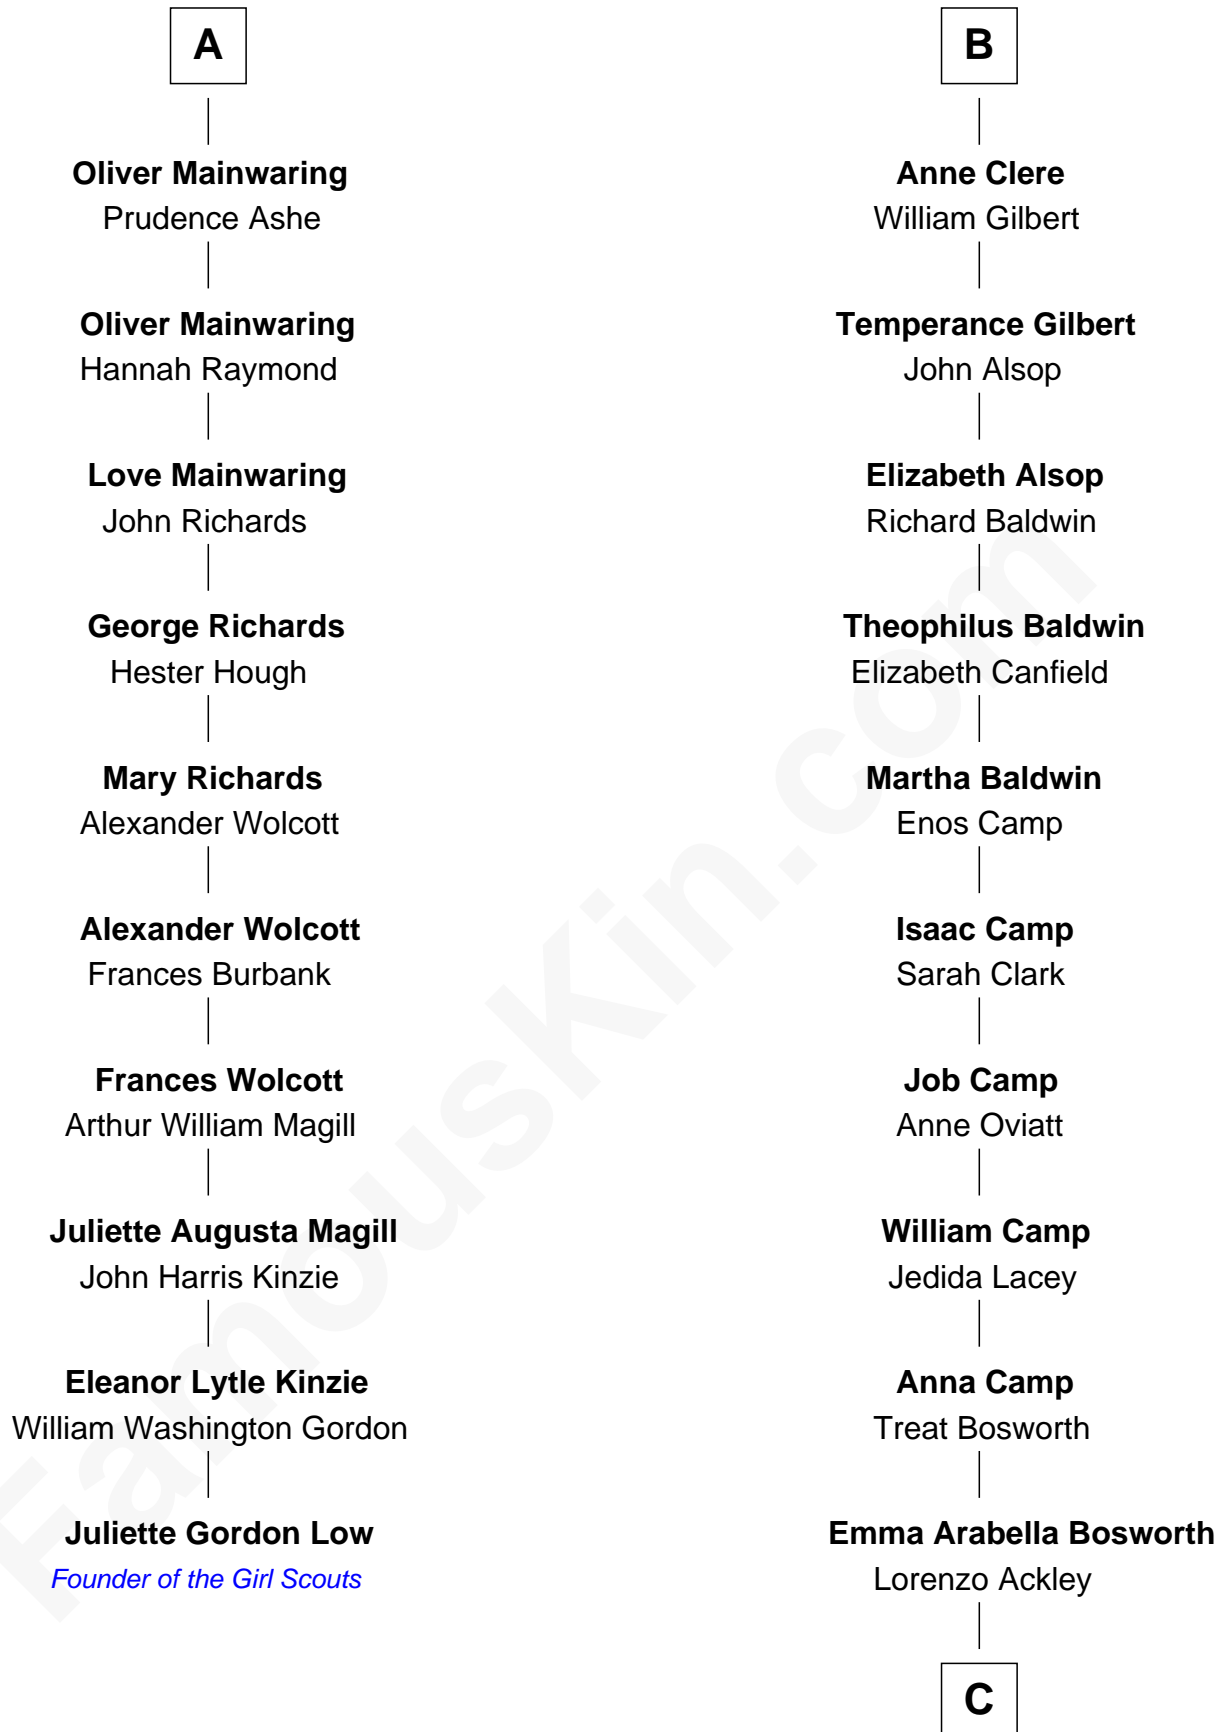 A
Oliver Mainwaring
Prudence Ashe
Oliver Mainwaring
Hannah Raymond
Love Mainwaring
John Richards
George Richards
Hester Hough
Mary Richards
Alexander Wolcott
Alexander Wolcott
Frances Burbank
Frances Wolcott
Arthur William Magill
Juliette Augusta Magill
John Harris Kinzie
Eleanor Lytle Kinzie
William Washington Gordon
Juliette Gordon Low
Founder of the Girl Scouts
B
Anne Clere
William Gilbert
Temperance Gilbert
John Alsop
Elizabeth Alsop
Richard Baldwin
Theophilus Baldwin
Elizabeth Canfield
Martha Baldwin
Enos Camp
Isaac Camp
Sarah Clark
Job Camp
Anne Oviatt
William Camp
Jedida Lacey
Anna Camp
Treat Bosworth
Emma Arabella Bosworth
Lorenzo Ackley
C
FamousKin.com